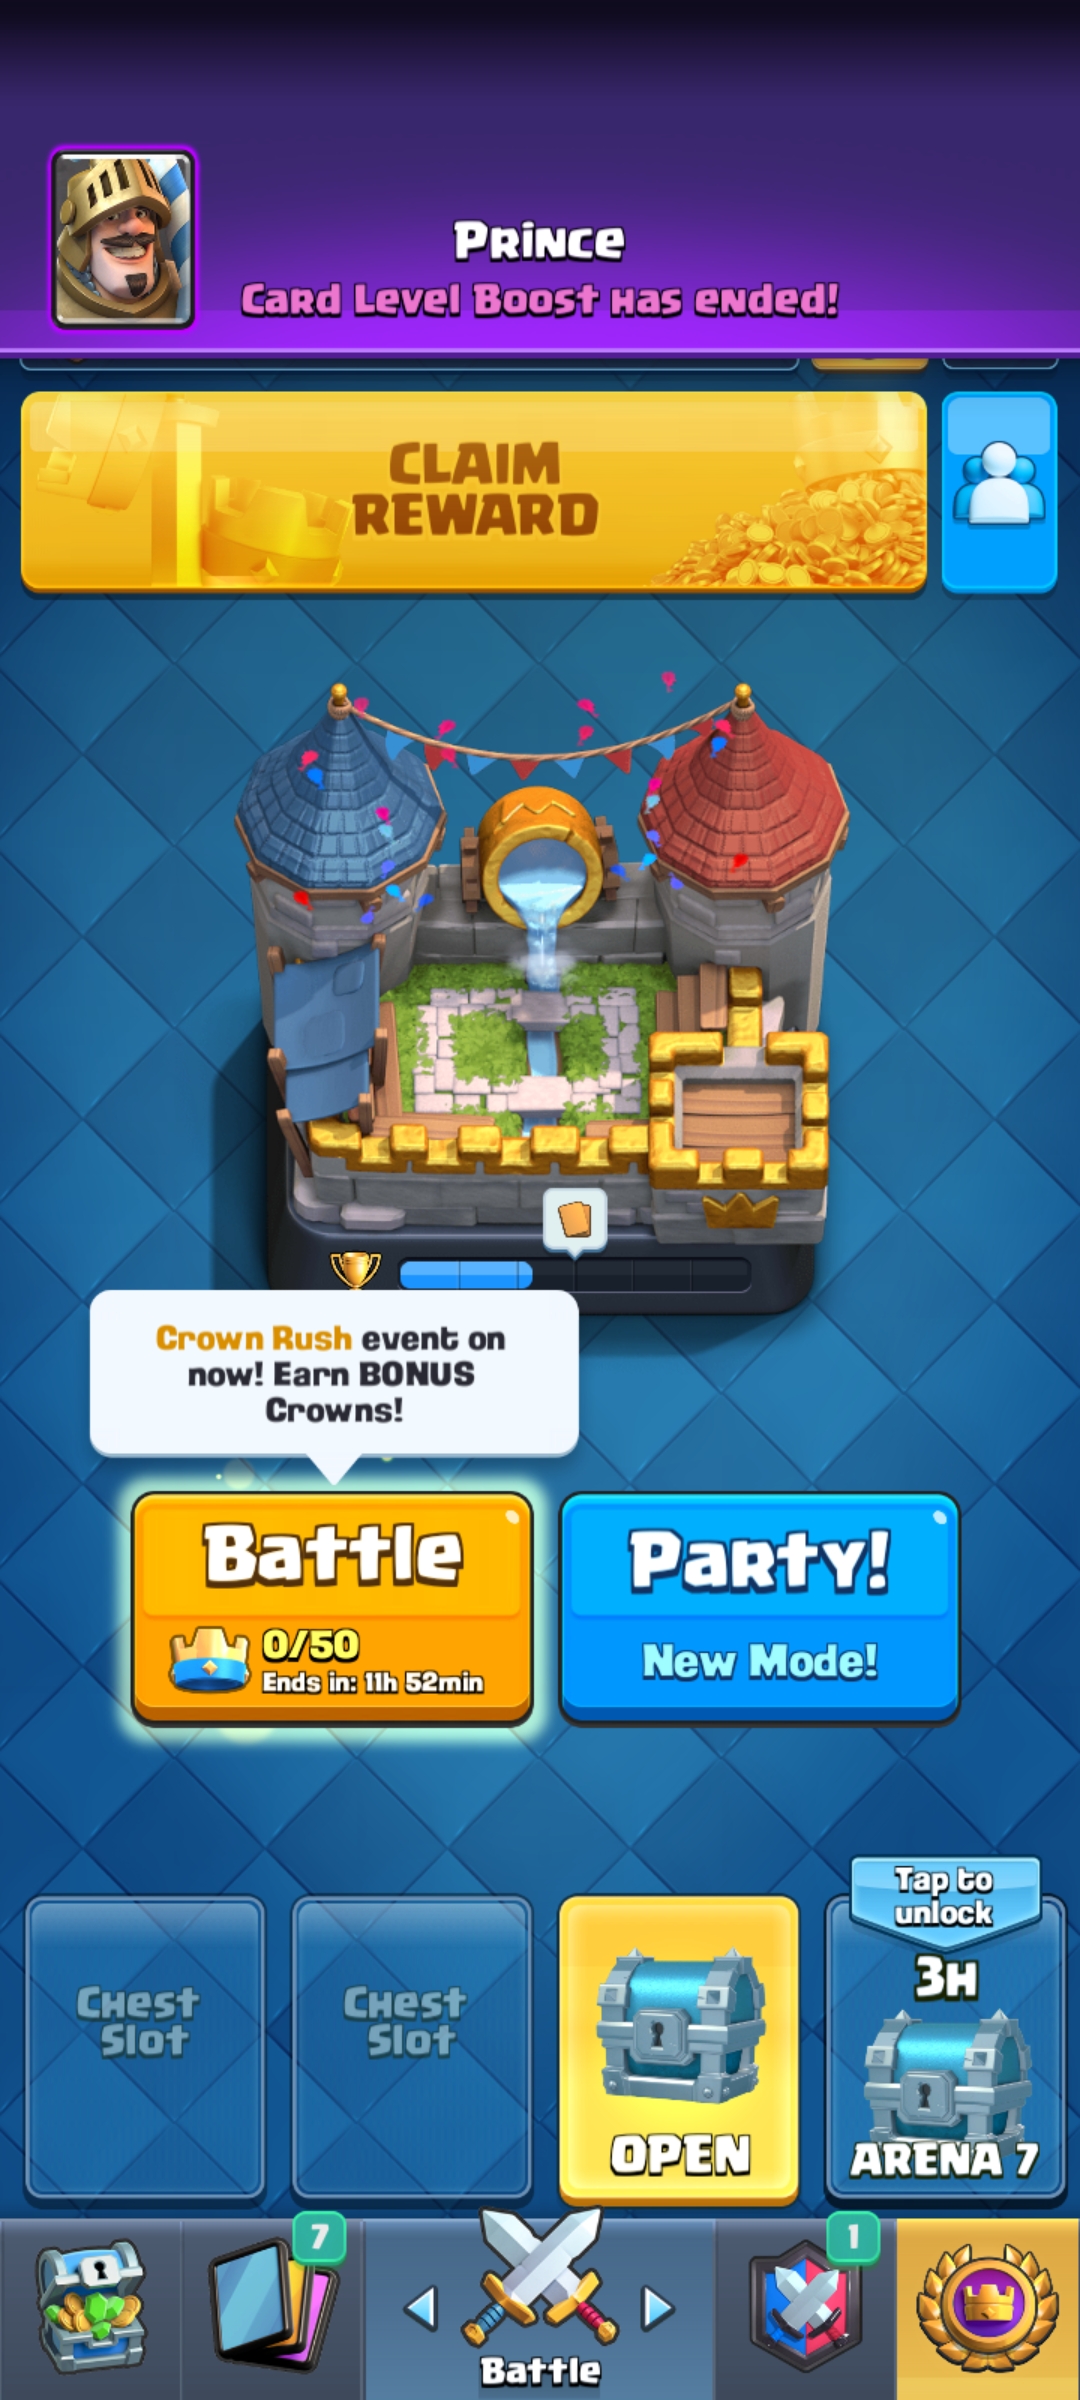 Prince
Card Level Boost has ended!
CLAIM
REWARD
Crown Rush event on
now! Earn BONUS
Crowns!
Battle
0/50
Ends in: 11h 52min
Party!
New Mode!
Chest
Slot
Chest
Slot
OPEN
Tap to
unlock
3H
ARENA 7
7
1
Battle